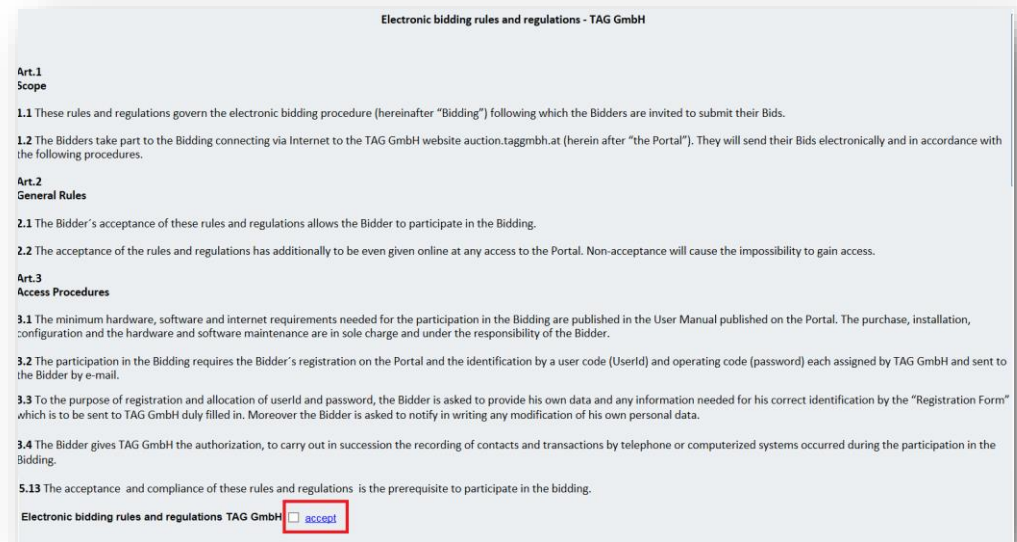 Electronic bidding rules and regulations - TAG GmbH
Art.1
Scope
1.1 These rules and regulations govern the electronic bidding procedure (hereinafter “Bidding”) following which the Bidders are invited to submit their Bids.
1.2 The Bidders take part to the Bidding connecting via Internet to the TAG GmbH website auction.taggmbh.at (herein after “the Portal”). They will send their Bids electronically and in accordance with
the following procedures.
Art.2
General Rules
2.1 The Bidder´s acceptance of these rules and regulations allows the Bidder to participate in the Bidding.
2.2 The acceptance of the rules and regulations has additionally to be even given online at any access to the Portal. Non-acceptance will cause the impossibility to gain access.
Art.3
Access Procedures
3.1 The minimum hardware, software and internet requirements needed for the participation in the Bidding are published in the User Manual published on the Portal. The purchase, installation,
configuration and the hardware and software maintenance are in sole charge and under the responsibility of the Bidder.
3.2 The participation in the Bidding requires the Bidder´s registration on the Portal and the identification by a user code (UserId) and operating code (password) each assigned by TAG GmbH and sent to
the Bidder by e-mail.
3.3 To the purpose of registration and allocation of userId and password, the Bidder is asked to provide his own data and any information needed for his correct identification by the “Registration Form”
which is to be sent to TAG GmbH duly filled in. Moreover the Bidder is asked to notify in writing any modification of his own personal data.
3.4 The Bidder gives TAG GmbH the authorization, to carry out in succession the recording of contacts and transactions by telephone or computerized systems occurred during the participation in the
Bidding.
5.13 The acceptance and compliance of these rules and regulations is the prerequisite to participate in the bidding.
Electronic bidding rules and regulations TAG GmbH accept